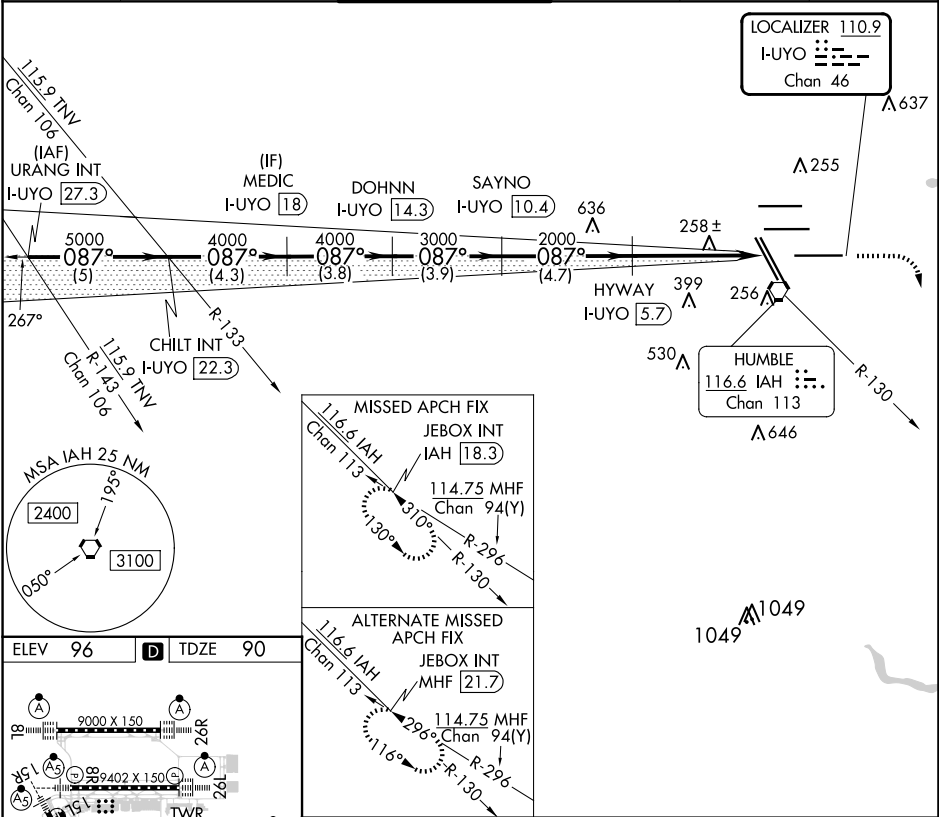 LOCALIZER 110.9
I-UYO
Chan 46
637
115.9 TNV
Chan 106
(IAF)
URANG INT
I-UYO 27.3
(IF)
MEDIC
I-UYO 18
DOHNN
I-UYO 14.3
SAYNO
I-UYO 10.4
255
636
258 ±
5000
087°
(5)
4000
087°
(4.3)
4000
087°
(3.8)
3000
087°
(3.9)
2000
087°
(4.7)
267°
HYWAY
I-UYO 5.7
399
256
R-133
CHILT INT
I-UYO 22.3
115.9 TNV
R-143
Chan 106
530
HUMBLE
116.6 IAH
Chan 113
R-130
646
MISSED APCH FIX
116.6 IAH
Chan 113
JEBOX INT
IAH 18.3
114.75 MHF
Chan 94(Y)
310°
130°
R-296
R-130
MSA IAH 25 NM
195°
2400
3100
050°
1049
1049
ALTERNATE MISSED
APCH FIX
116.6 IAH
Chan 113
JEBOX INT
MHF 21.7
114.75 MHF
Chan 94(Y)
296°
116°
R-296
R-130
ELEV 96
D
TDZE 90
A
A
8L
9000 X 150
26R
A5
P
8R
9402 X 150
P
A
26L
15R
A5
15L
TWR